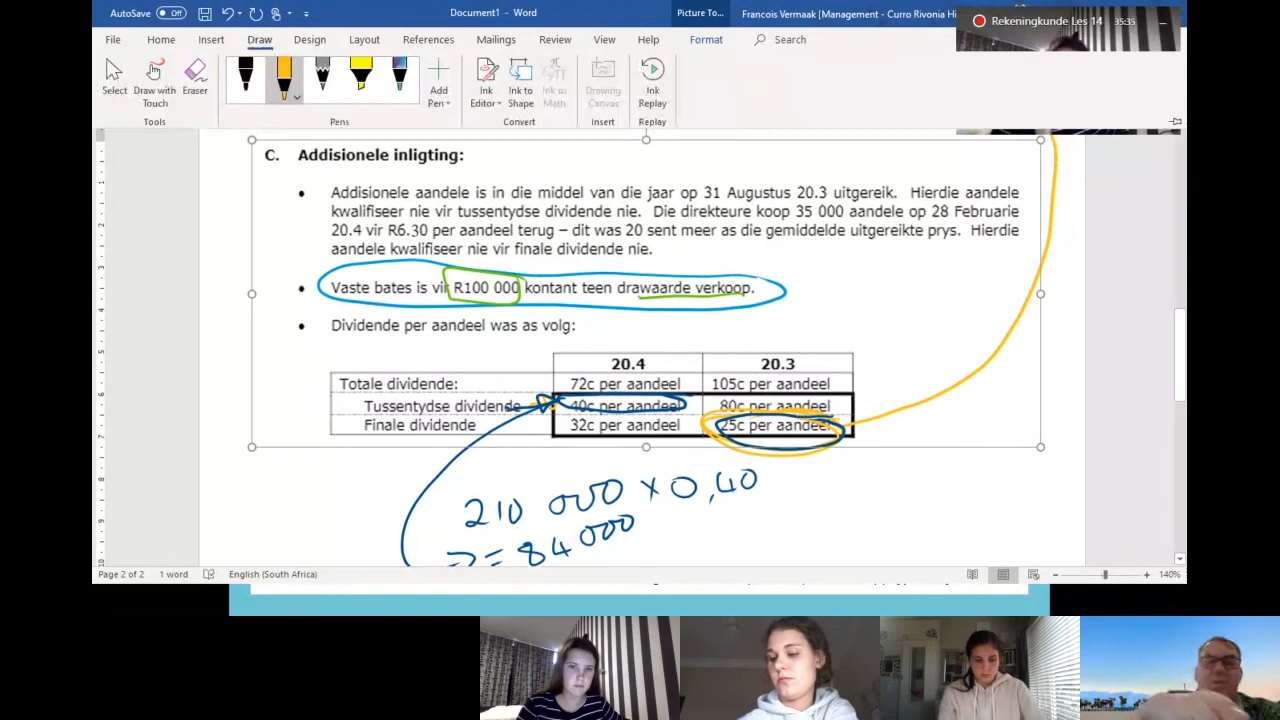 AutoSave Off Document1 - Word Picture To... Francois Vermaak [Management - Curro Rivonia Hi Rekeningkunde Les 14 35:35
File Home Insert Draw Design Layout References Mailings Review View Help Format Search
Select Draw with Touch Eraser Add Pen Ink Editor Ink to Shape Ink to Math Drawing Canvas Ink Replay
Tools Pens Convert Insert Replay
C. Addisionele inligting:
• Addisionele aandele is in die middel van die jaar op 31 Augustus 20.3 uitgereik. Hierdie aandele
kwalifiseer nie vir tussentydse dividende nie. Die direkteure koop 35 000 aandele op 28 Februarie
20.4 vir R6.30 per aandeel terug – dit was 20 sent meer as die gemiddelde uitgereikte prys. Hierdie
aandele kwalifiseer nie vir finale dividende nie.
• Vaste bates is vir R100 000 kontant teen drawaarde verkoop.
• Dividende per aandeel was as volg:
20.4 20.3
Totale dividende: 72c per aandeel 105c per aandeel
Tussentydse dividende 40c per aandeel 80c per aandeel
Finale dividende 32c per aandeel 25c per aandeel
210 000 x 0,40
= 84 000
Page 2 of 2 1 word English (South Africa) 140%